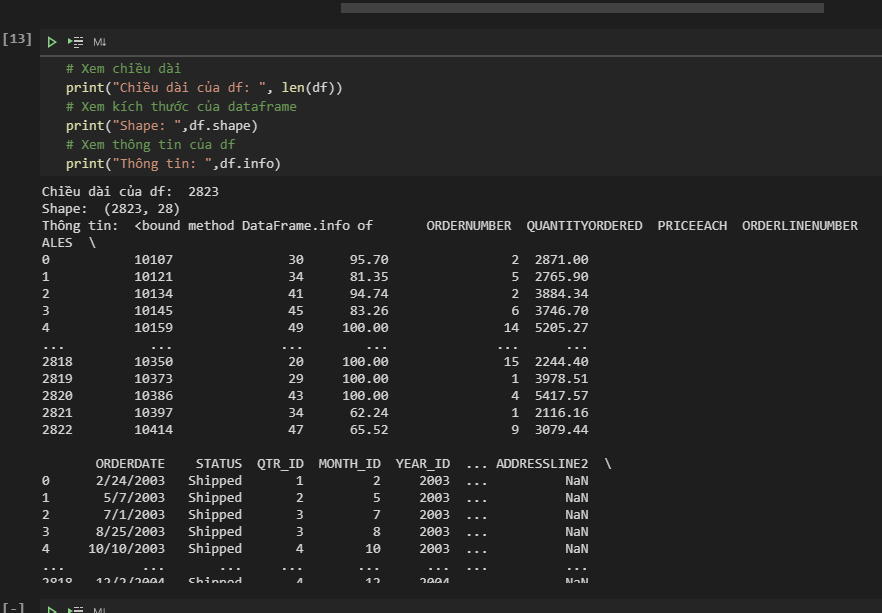 [13]
M↓
# Xem chiều dài
print("Chiều dài của df: ", len(df))
# Xem kích thước của dataframe
print("Shape: ",df.shape)
# Xem thông tin của df
print("Thông tin: ",df.info)
Chiều dài của df:  2823
Shape:  (2823, 28)
Thông tin:  <bound method DataFrame.info of       ORDERNUMBER  QUANTITYORDERED  PRICEEACH  ORDERLINENUMBER
ALES  \
0           10107               30      95.70                2  2871.00
1           10121               34      81.35                5  2765.90
2           10134               41      94.74                2  3884.34
3           10145               45      83.26                6  3746.70
4           10159               49     100.00               14  5205.27
...           ...              ...        ...              ...      ...
2818        10350               20     100.00               15  2244.40
2819        10373               29     100.00                1  3978.51
2820        10386               43     100.00                4  5417.57
2821        10397               34      62.24                1  2116.16
2822        10414               47      65.52                9  3079.44
ORDERDATE    STATUS  QTR_ID  MONTH_ID  YEAR_ID  ... ADDRESSLINE2  \
0      2/24/2003   Shipped       1         2     2003  ...          NaN
1       5/7/2003   Shipped       2         5     2003  ...          NaN
2       7/1/2003   Shipped       3         7     2003  ...          NaN
3      8/25/2003   Shipped       3         8     2003  ...          NaN
4     10/10/2003   Shipped       4        10     2003  ...          NaN
...          ...       ...     ...       ...      ...  ...          ...
2818   12/2/2004   Shipped       4        12     2004  ...          NaN
[-]
M↓